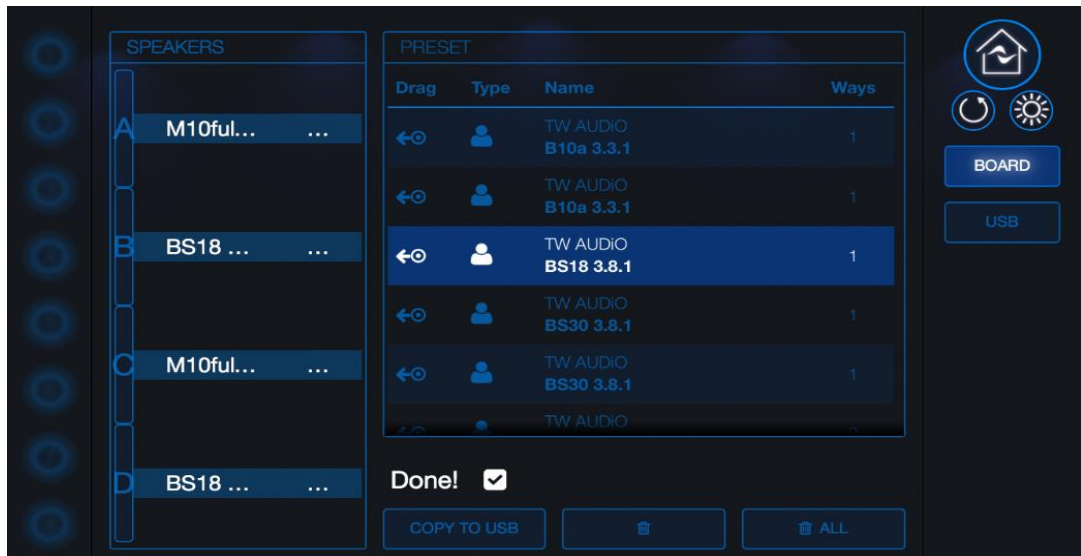 SPEAKERS
A M10ful... ...
B BS18 ... ...
C M10ful... ...
D BS18 ... ...
PRESET
Drag Type Name Ways
TW AUDiO
B10a 3.3.1 1
TW AUDiO
B10a 3.3.1 1
TW AUDiO
BS18 3.8.1 1
TW AUDiO
BS30 3.8.1 1
TW AUDiO
BS30 3.8.1 1
TW AUDiO
Done!
COPY TO USB
ALL
BOARD
USB